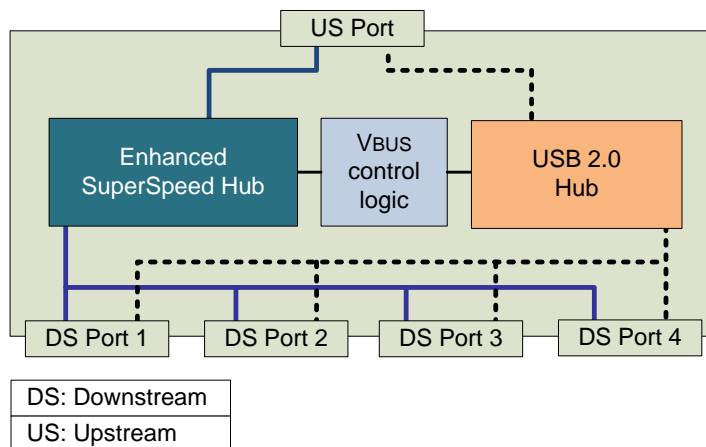 US Port
Enhanced
SuperSpeed Hub
VBUS
control
logic
USB 2.0
Hub
DS Port 1
DS Port 2
DS Port 3
DS Port 4
DS: Downstream
US: Upstream